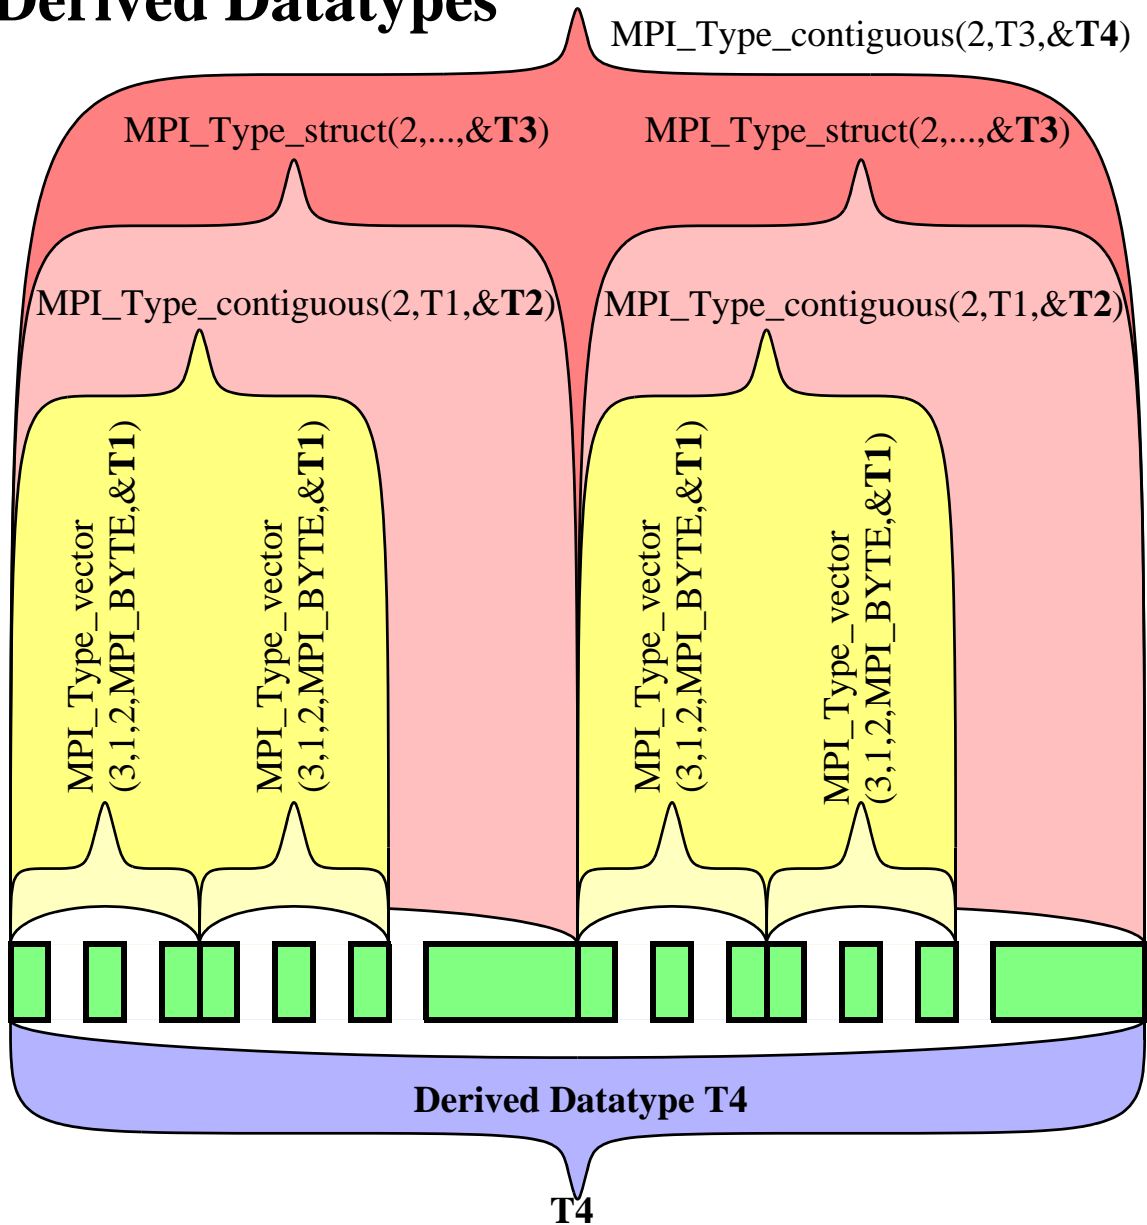 Derived Datatypes
MPI_Type_contiguous(2,T3,&T4)
MPI_Type_struct(2,...,&T3)
MPI_Type_struct(2,...,&T3)
MPI_Type_contiguous(2,T1,&T2)
MPI_Type_contiguous(2,T1,&T2)
MPI_Type_vector
(3,1,2,MPI_BYTE,&T1)
MPI_Type_vector
(3,1,2,MPI_BYTE,&T1)
MPI_Type_vector
(3,1,2,MPI_BYTE,&T1)
MPI_Type_vector
(3,1,2,MPI_BYTE,&T1)
Derived Datatype T4
T4